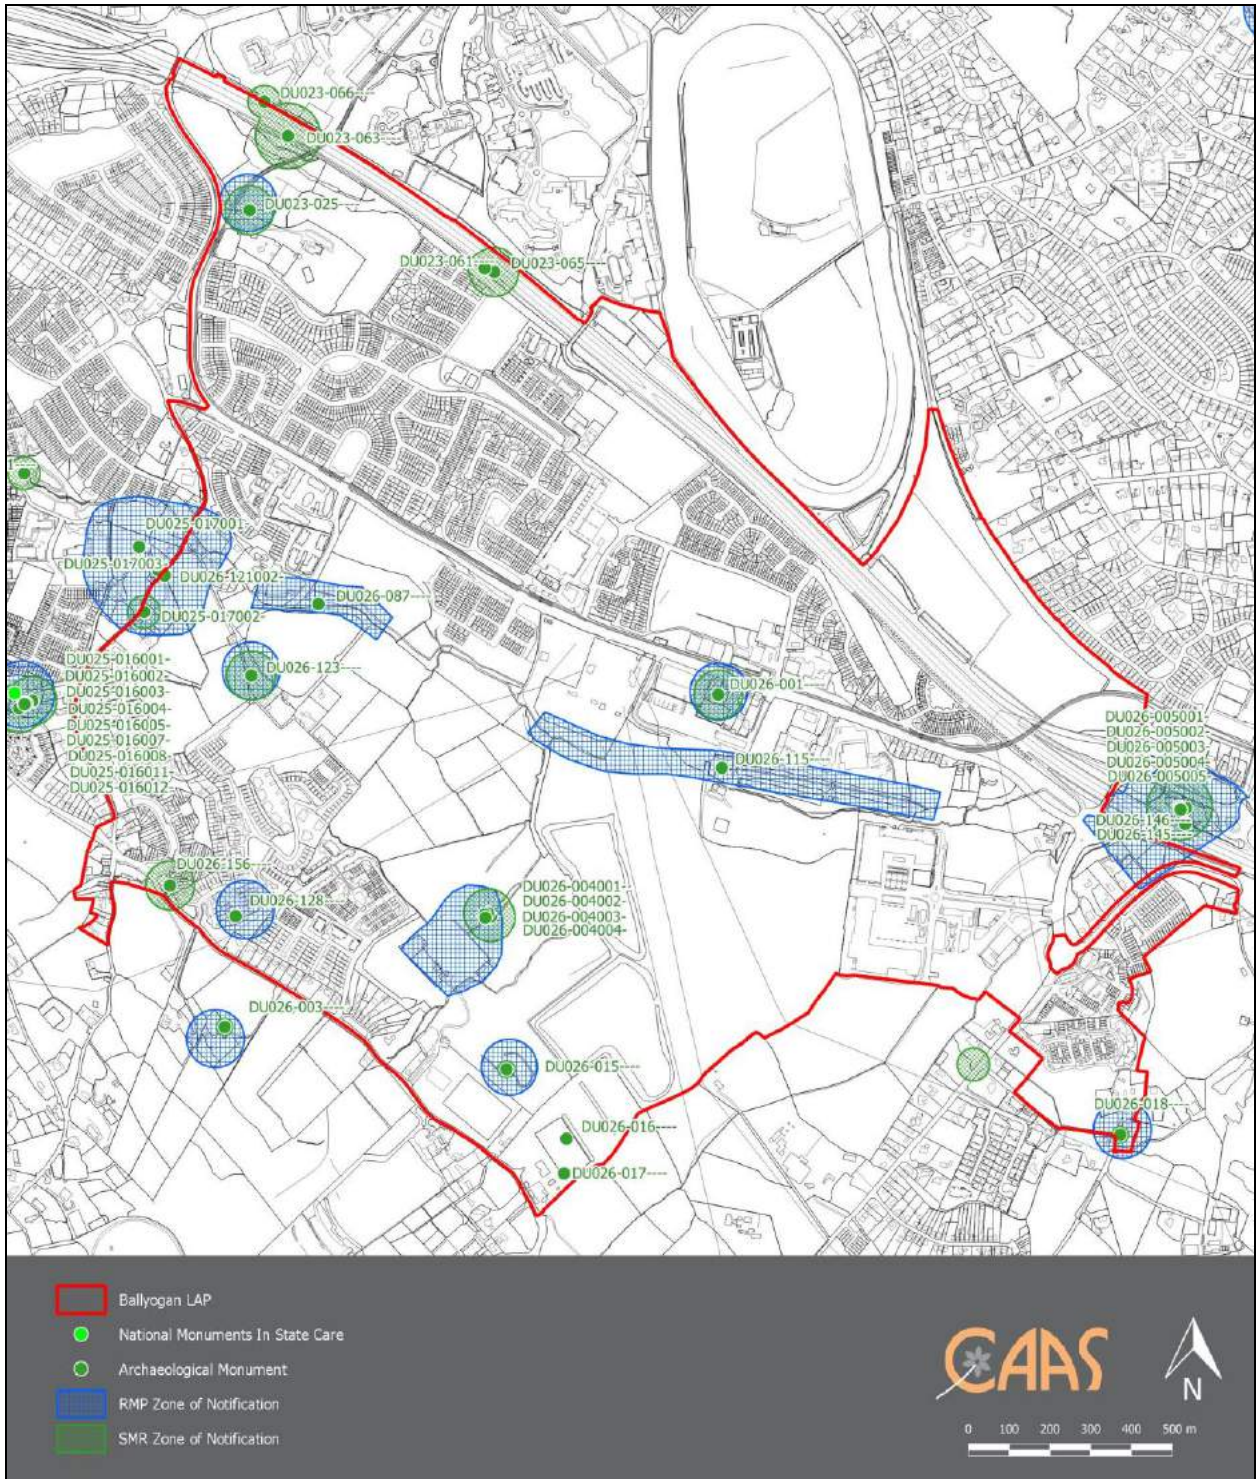 DU023-066----
DU023-063----
DU023-025----
DU023-061----
DU023-065----
1----
DU025-017001-
DU025-017003-
DU026-121002-
DU026-087----
DU025-017002-
DU025-016001-
DU025-016002-
DU025-016003-
DU025-016004-
DU025-016005-
DU025-016007-
DU025-016008-
DU025-016011-
DU025-016012-
DU026-123----
DU026-001----
DU026-005001-
DU026-005002-
DU026-005003-
DU026-005004-
DU026-005005-
DU026-115----
DU026-146----
DU026-145----
DU026-156----
DU026-128----
DU026-004001-
DU026-004002-
DU026-004003-
DU026-004004-
DU026-003----
DU026-015----
DU026-018----
DU026-016----
DU026-017----
Ballyogan LAP
National Monuments In State Care
Archaeological Monument
RMP Zone of Notification
SMR Zone of Notification
CAAS
N
0 100 200 300 400 500 m